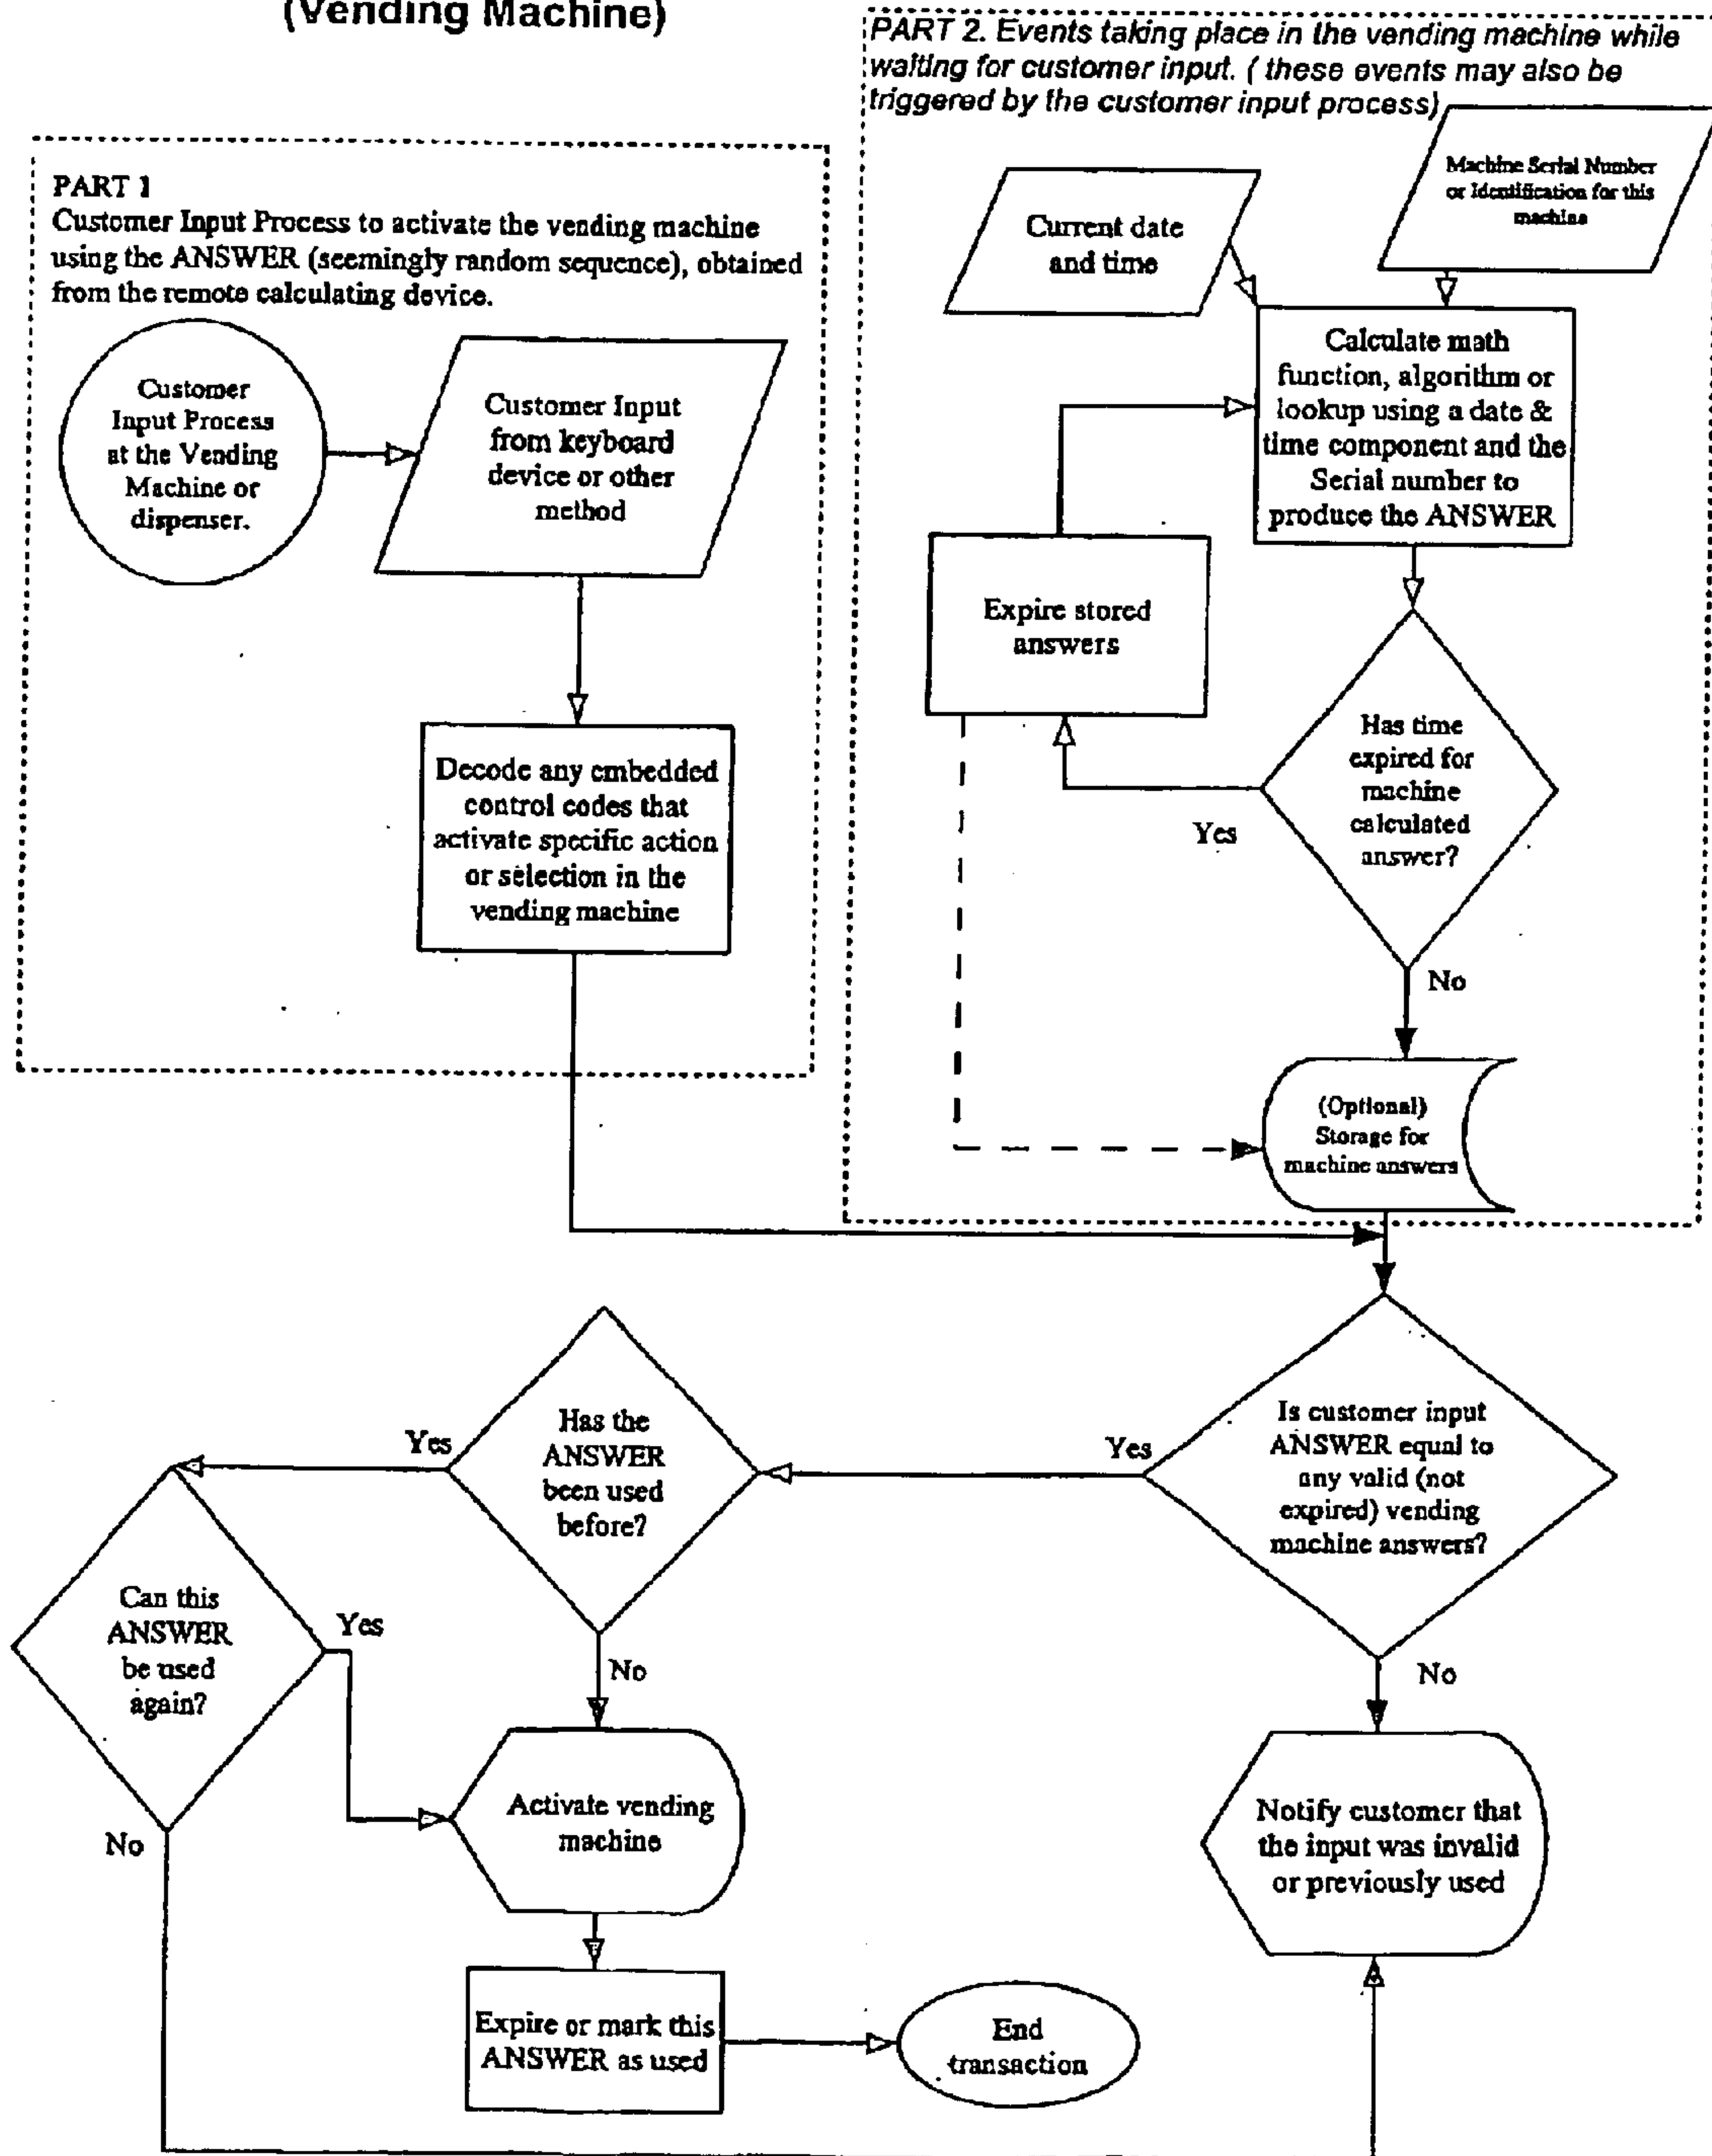 (Vending Machine)
PART 2. Events taking place in the vending machine while
waiting for customer input. ( these events may also be
triggered by the customer input process)
PART 1
Customer Input Process to activate the vending machine
using the ANSWER (seemingly random sequence), obtained
from the remote calculating device.
Customer
Input Process
at the Vending
Machine or
dispenser.
Customer Input
from keyboard
device or other
method
Decode any embedded
control codes that
activate specific action
or selection in the
vending machine
Current date
and time
Machine Serial Number
or Identification for this
machine
Calculate math
function, algorithm or
lookup using a date &
time component and the
Serial number to
produce the ANSWER
Expire stored
answers
Has time
expired for
machine
calculated
answer?
Yes
No
(Optional)
Storage for
machine answers
Is customer input
ANSWER equal to
any valid (not
expired) vending
machine answers?
Yes
No
Has the
ANSWER
been used
before?
Yes
No
Can this
ANSWER
be used
again?
Yes
No
Activate vending
machine
Notify customer that
the input was invalid
or previously used
Expire or mark this
ANSWER as used
End
transaction